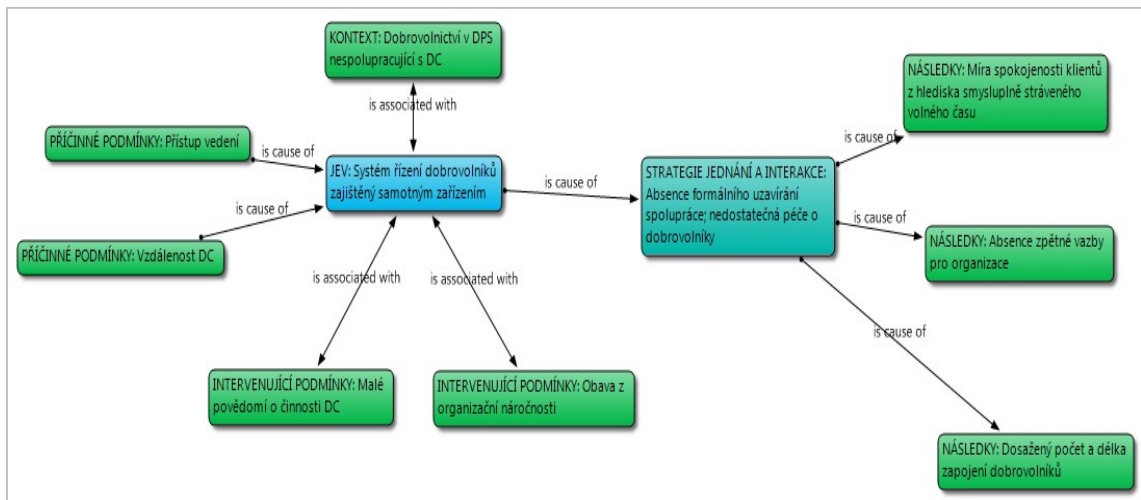 KONTEXT: Dobrovolnictví v DPS
nespolupracující s DC
is associated with
PŘÍČINNÉ PODMÍNKY: Přístup vedení
is cause of
JEV: Systém řízení dobrovolníků
zajištěný samotným zařízením
is cause of
PŘÍČINNÉ PODMÍNKY: Vzdálenost DC
is cause of
STRATEGIE JEDNÁNÍ A INTERAKCE:
Absence formálního uzavírání
spolupráce; nedostatečná péče o
dobrovolníky
is cause of
NÁSLEDKY: Míra spokojenosti klientů
z hlediska smysluplně stráveného
volného času
is cause of
NÁSLEDKY: Absence zpětné vazby
pro organizace
is associated with
is associated with
is cause of
INTERVENUJÍCÍ PODMÍNKY: Malé
povědomí o činnosti DC
INTERVENUJÍCÍ PODMÍNKY: Obava z
organizační náročnosti
NÁSLEDKY: Dosažený počet a délka
zapojení dobrovolníků